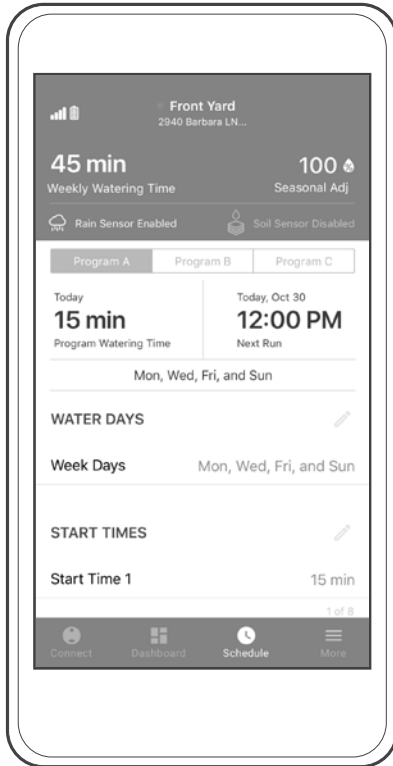 Front Yard
2940 Barbara LN...
45 min
100
Weekly Watering Time
Seasonal Adj
Rain Sensor Enabled
Soil Sensor Disabled
Program A
Program B
Program C
Today
Today, Oct 30
15 min
12:00 PM
Program Watering Time
Next Run
Mon, Wed, Fri, and Sun
WATER DAYS
Week Days
Mon, Wed, Fri, and Sun
START TIMES
Start Time 1
15 min
1 of 8
Connect
Dashboard
Schedule
More